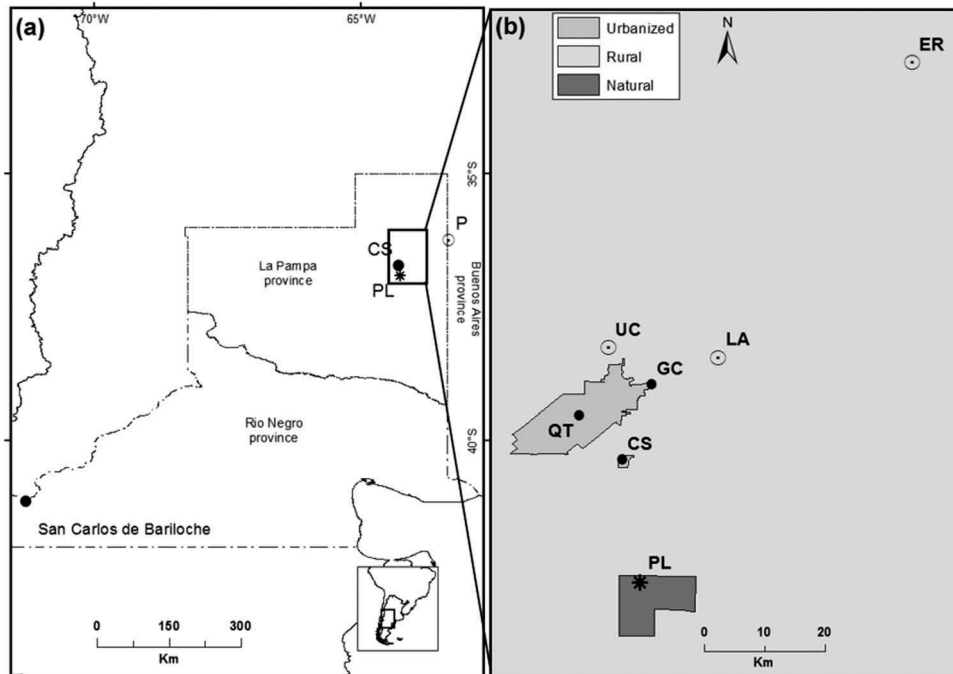 (a)
70°W
65°W
35°S
P
CS
La Pampa
province
PL
Buenos Aires
province
Río Negro
province
40°S
San Carlos de Bariloche
0 150 300
Km
(b)
Urbanized
Rural
Natural
N
ER
UC
LA
GC
QT
CS
PL
0 10 20
Km